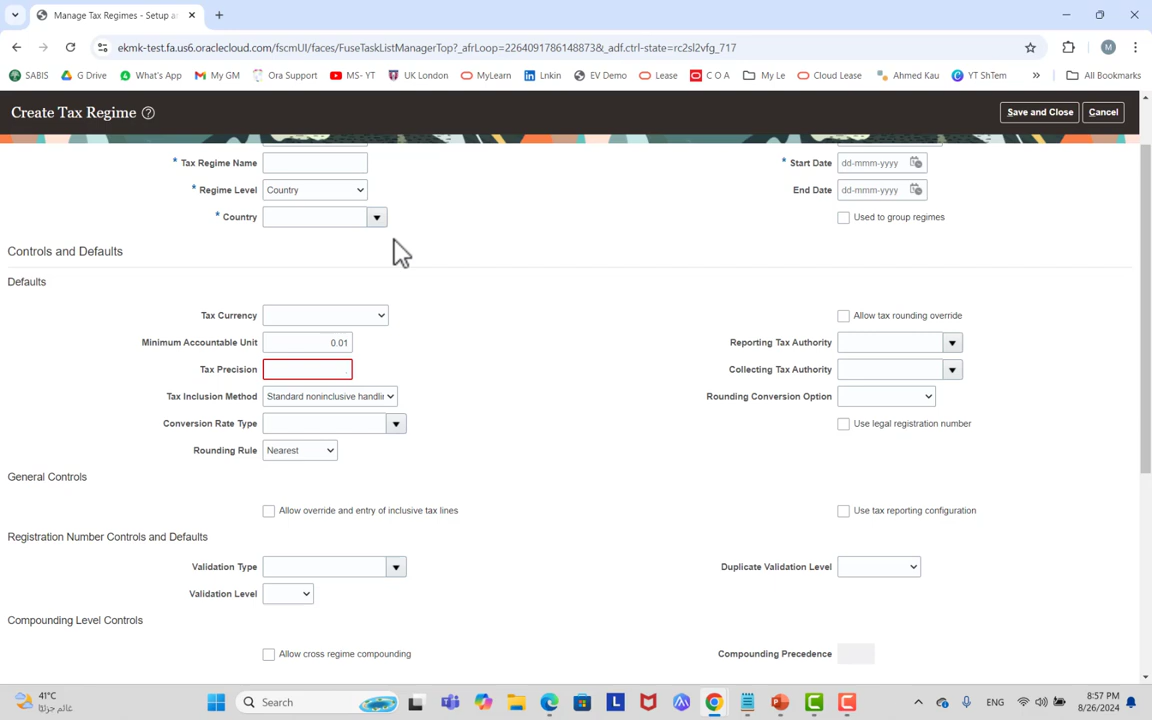 Manage Tax Regimes - Setup a
ekmk-test.fa.us6.oraclecloud.com/fscmUI/faces/FuseTaskListManagerTop?_afrLoop=2264091786148873&_adf.ctrl-state=rc2sl2vfg_717
SABIS G Drive What's App My GM Ora Support MS- YT UK London MyLearn Lnkin EV Demo Lease C O A My Le Cloud Lease Ahmed Kau YT ShTem » All Bookmarks
Create Tax Regime ? Save and Close Cancel
* Tax Regime Name * Start Date dd-mmm-yyyy
* Regime Level Country End Date dd-mmm-yyyy
* Country Used to group regimes
Controls and Defaults
Defaults
Tax Currency Allow tax rounding override
Minimum Accountable Unit 0.01 Reporting Tax Authority
Tax Precision Collecting Tax Authority
Tax Inclusion Method Standard noninclusive handli Rounding Conversion Option
Conversion Rate Type Use legal registration number
Rounding Rule Nearest
General Controls
Allow override and entry of inclusive tax lines Use tax reporting configuration
Registration Number Controls and Defaults
Validation Type Duplicate Validation Level
Validation Level
Compounding Level Controls
Allow cross regime compounding Compounding Precedence
41°C
غائم جزئيًا
Search
ENG
8:57 PM
8/26/2024